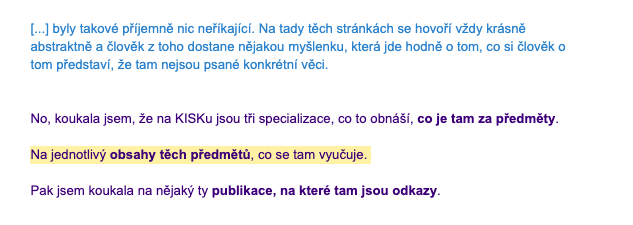 [...] byly takové příjemně nic neříkající. Na tady těch stránkách se hovoří vždy krásně
abstraktně a člověk z toho dostane nějakou myšlenku, která jde hodně o tom, co si člověk o
tom představí, že tam nejsou psané konkrétní věci.
No, koukala jsem, že na KISKu jsou tři specializace, co to obnáší, co je tam za předměty.
Na jednotlivý obsahy těch předmětů, co se tam vyučuje.
Pak jsem koukala na nějaký ty publikace, na které tam jsou odkazy.